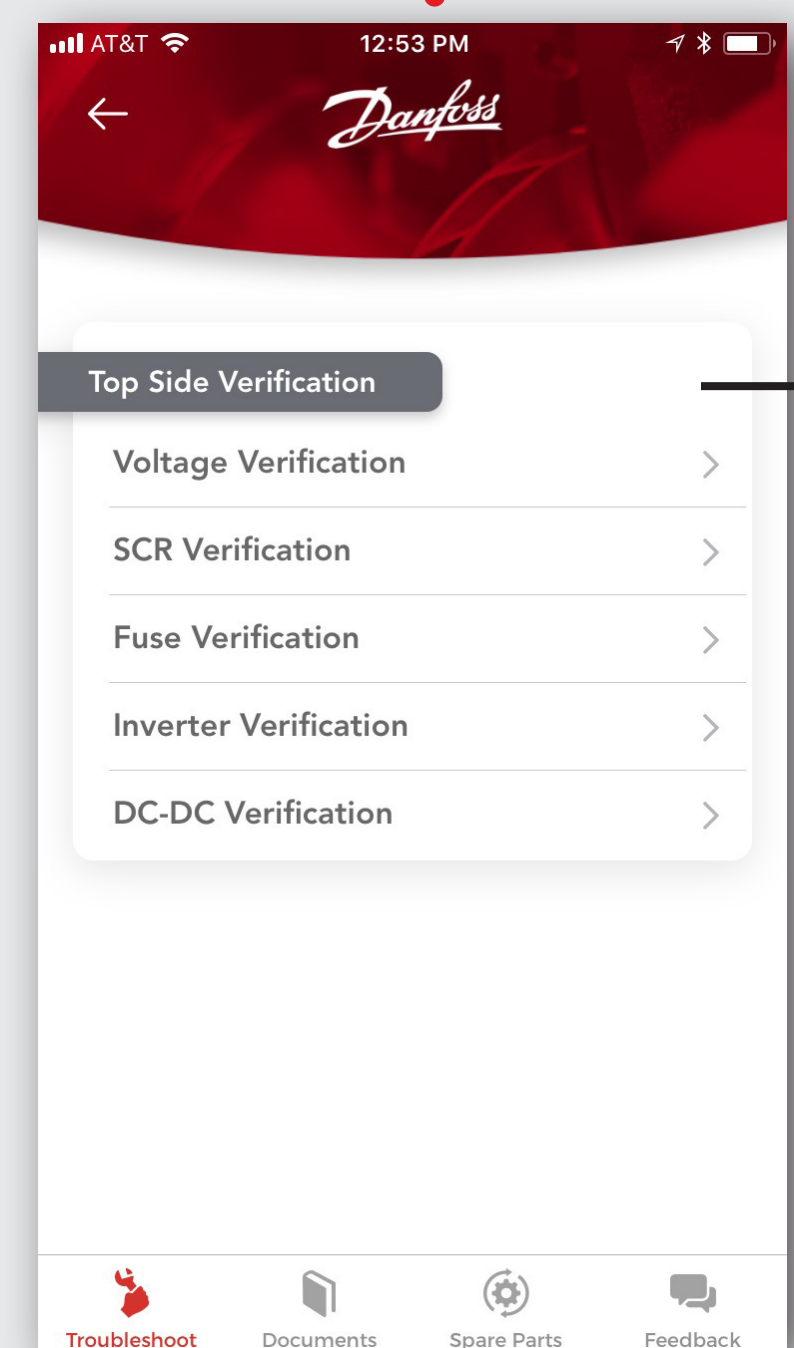 AT&T 12:53 PM
Danfoss
Top Side Verification
Voltage Verification
SCR Verification
Fuse Verification
Inverter Verification
DC-DC Verification
Troubleshoot Documents Spare Parts Feedback